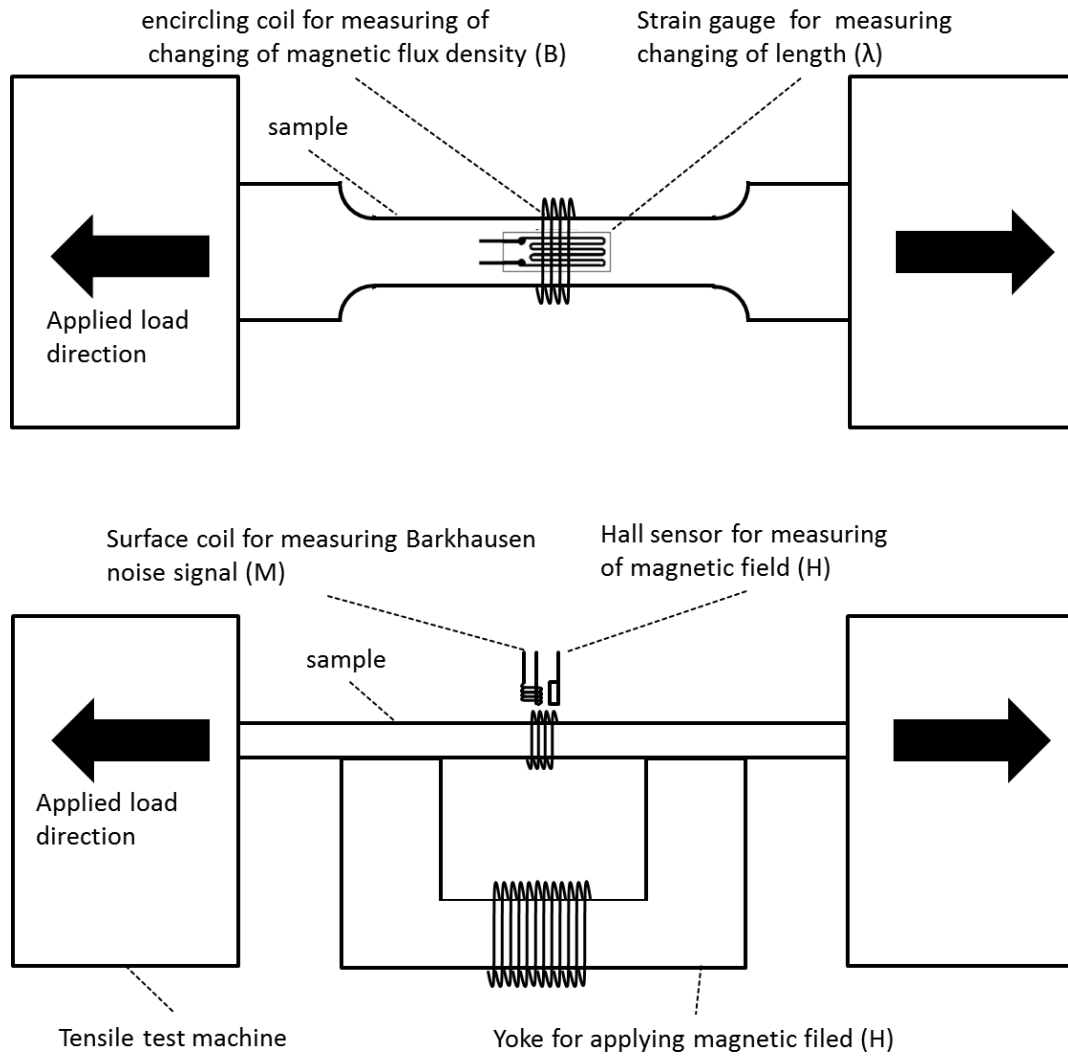 encircling coil for measuring of
changing of magnetic flux density (B)
Strain gauge for measuring
changing of length (λ)
sample
Applied load
direction
Surface coil for measuring Barkhausen
noise signal (M)
Hall sensor for measuring
of magnetic field (H)
sample
Applied load
direction
Tensile test machine
Yoke for applying magnetic filed (H)